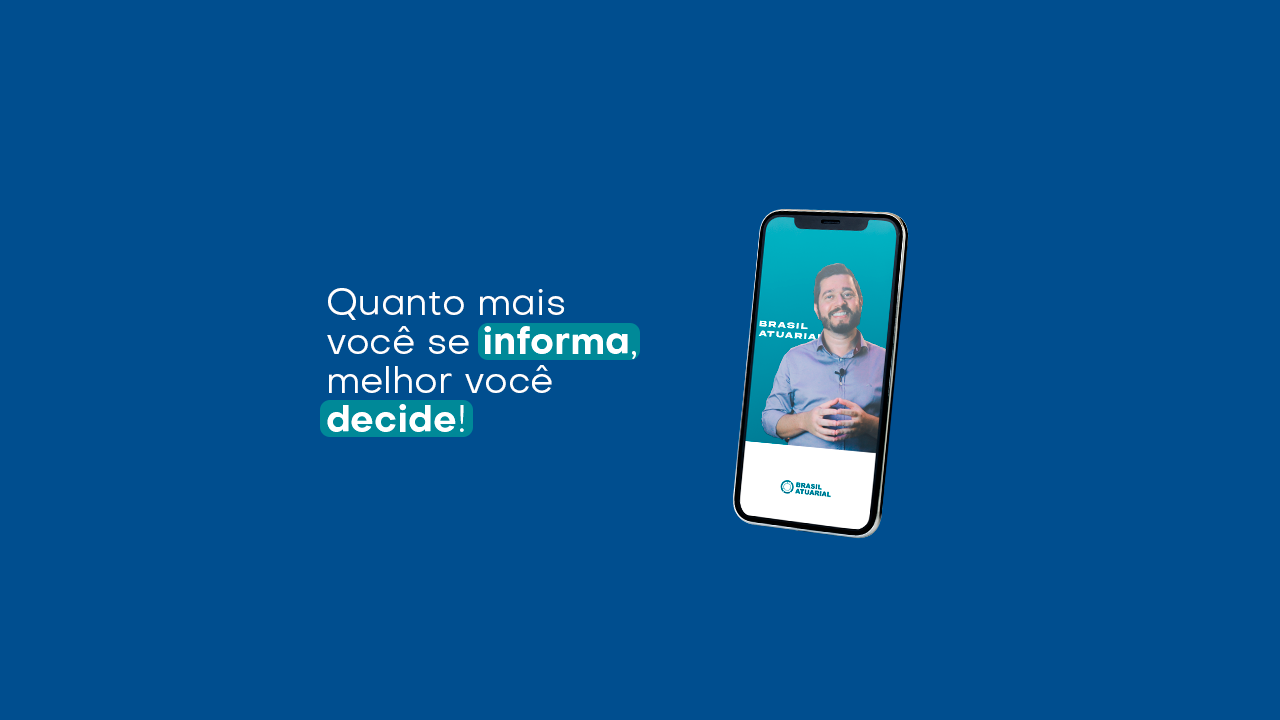 Quanto mais
você se informa,
melhor você
decide!
BRASIL
ATUARIAL
BRASIL
ATUARIAL